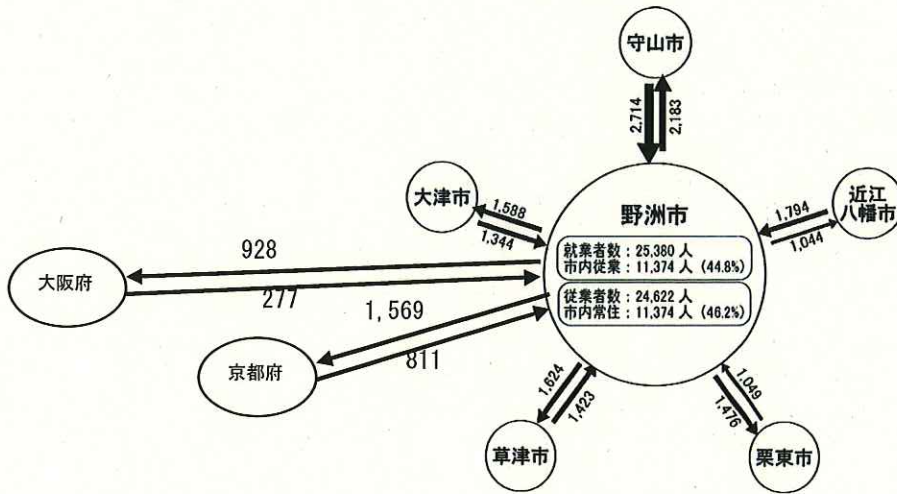 守山市
2,714
2,183
大津市
1,588
1,344
近江
八幡市
1,794
1,044
野洲市
就業者数：25,380 人
市内従業：11,374 人（44.8%）
従業者数：24,622 人
市内常住：11,374 人（46.2%）
大阪府
928
277
京都府
1,569
811
草津市
1,624
1,423
栗東市
1,049
1,476